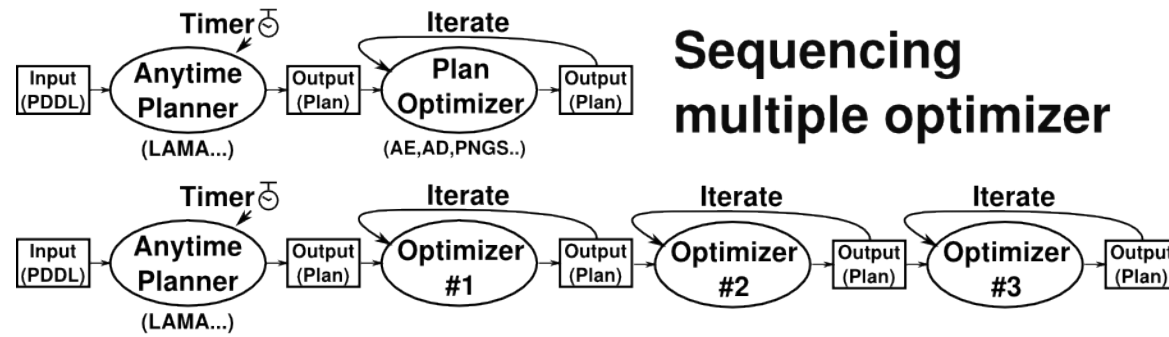 Timer
Iterate
Input
(PDDL)
Anytime
Planner
Output
(Plan)
Plan
Optimizer
Output
(Plan)
(LAMA...)
(AE,AD,PNGS..)
Sequencing
multiple optimizer
Timer
Iterate
Iterate
Iterate
Input
(PDDL)
Anytime
Planner
Output
(Plan)
Optimizer
#1
Output
(Plan)
Optimizer
#2
Output
(Plan)
Optimizer
#3
Output
(Plan)
(LAMA...)